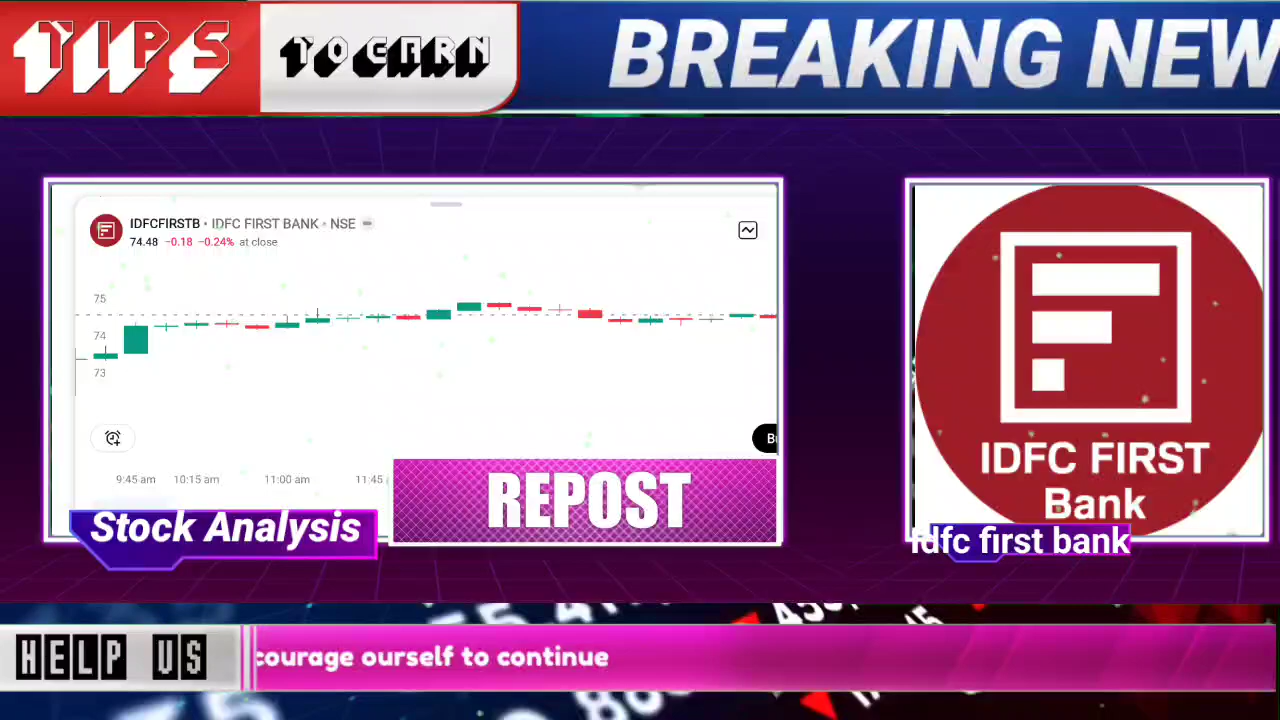 TIPS
TO EARN
BREAKING NEW
IDFCFIRSTB • IDFC FIRST BANK • NSE
74.48 −0.18 −0.24% at close
75
74
73
9:45 am 10:15 am 11:00 am 11:45
REPOST
Stock Analysis
IDFC FIRST
Bank
idfc first bank
HELP US
courage ourself to continue